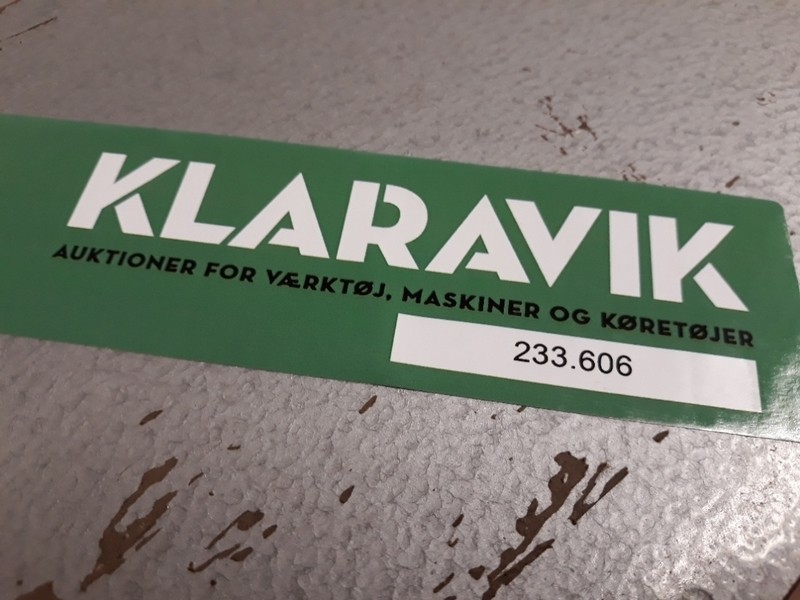 KLARAVIK
AUKTIONER FOR VÆRKTØJ, MASKINER OG KØRETØJER
233.606